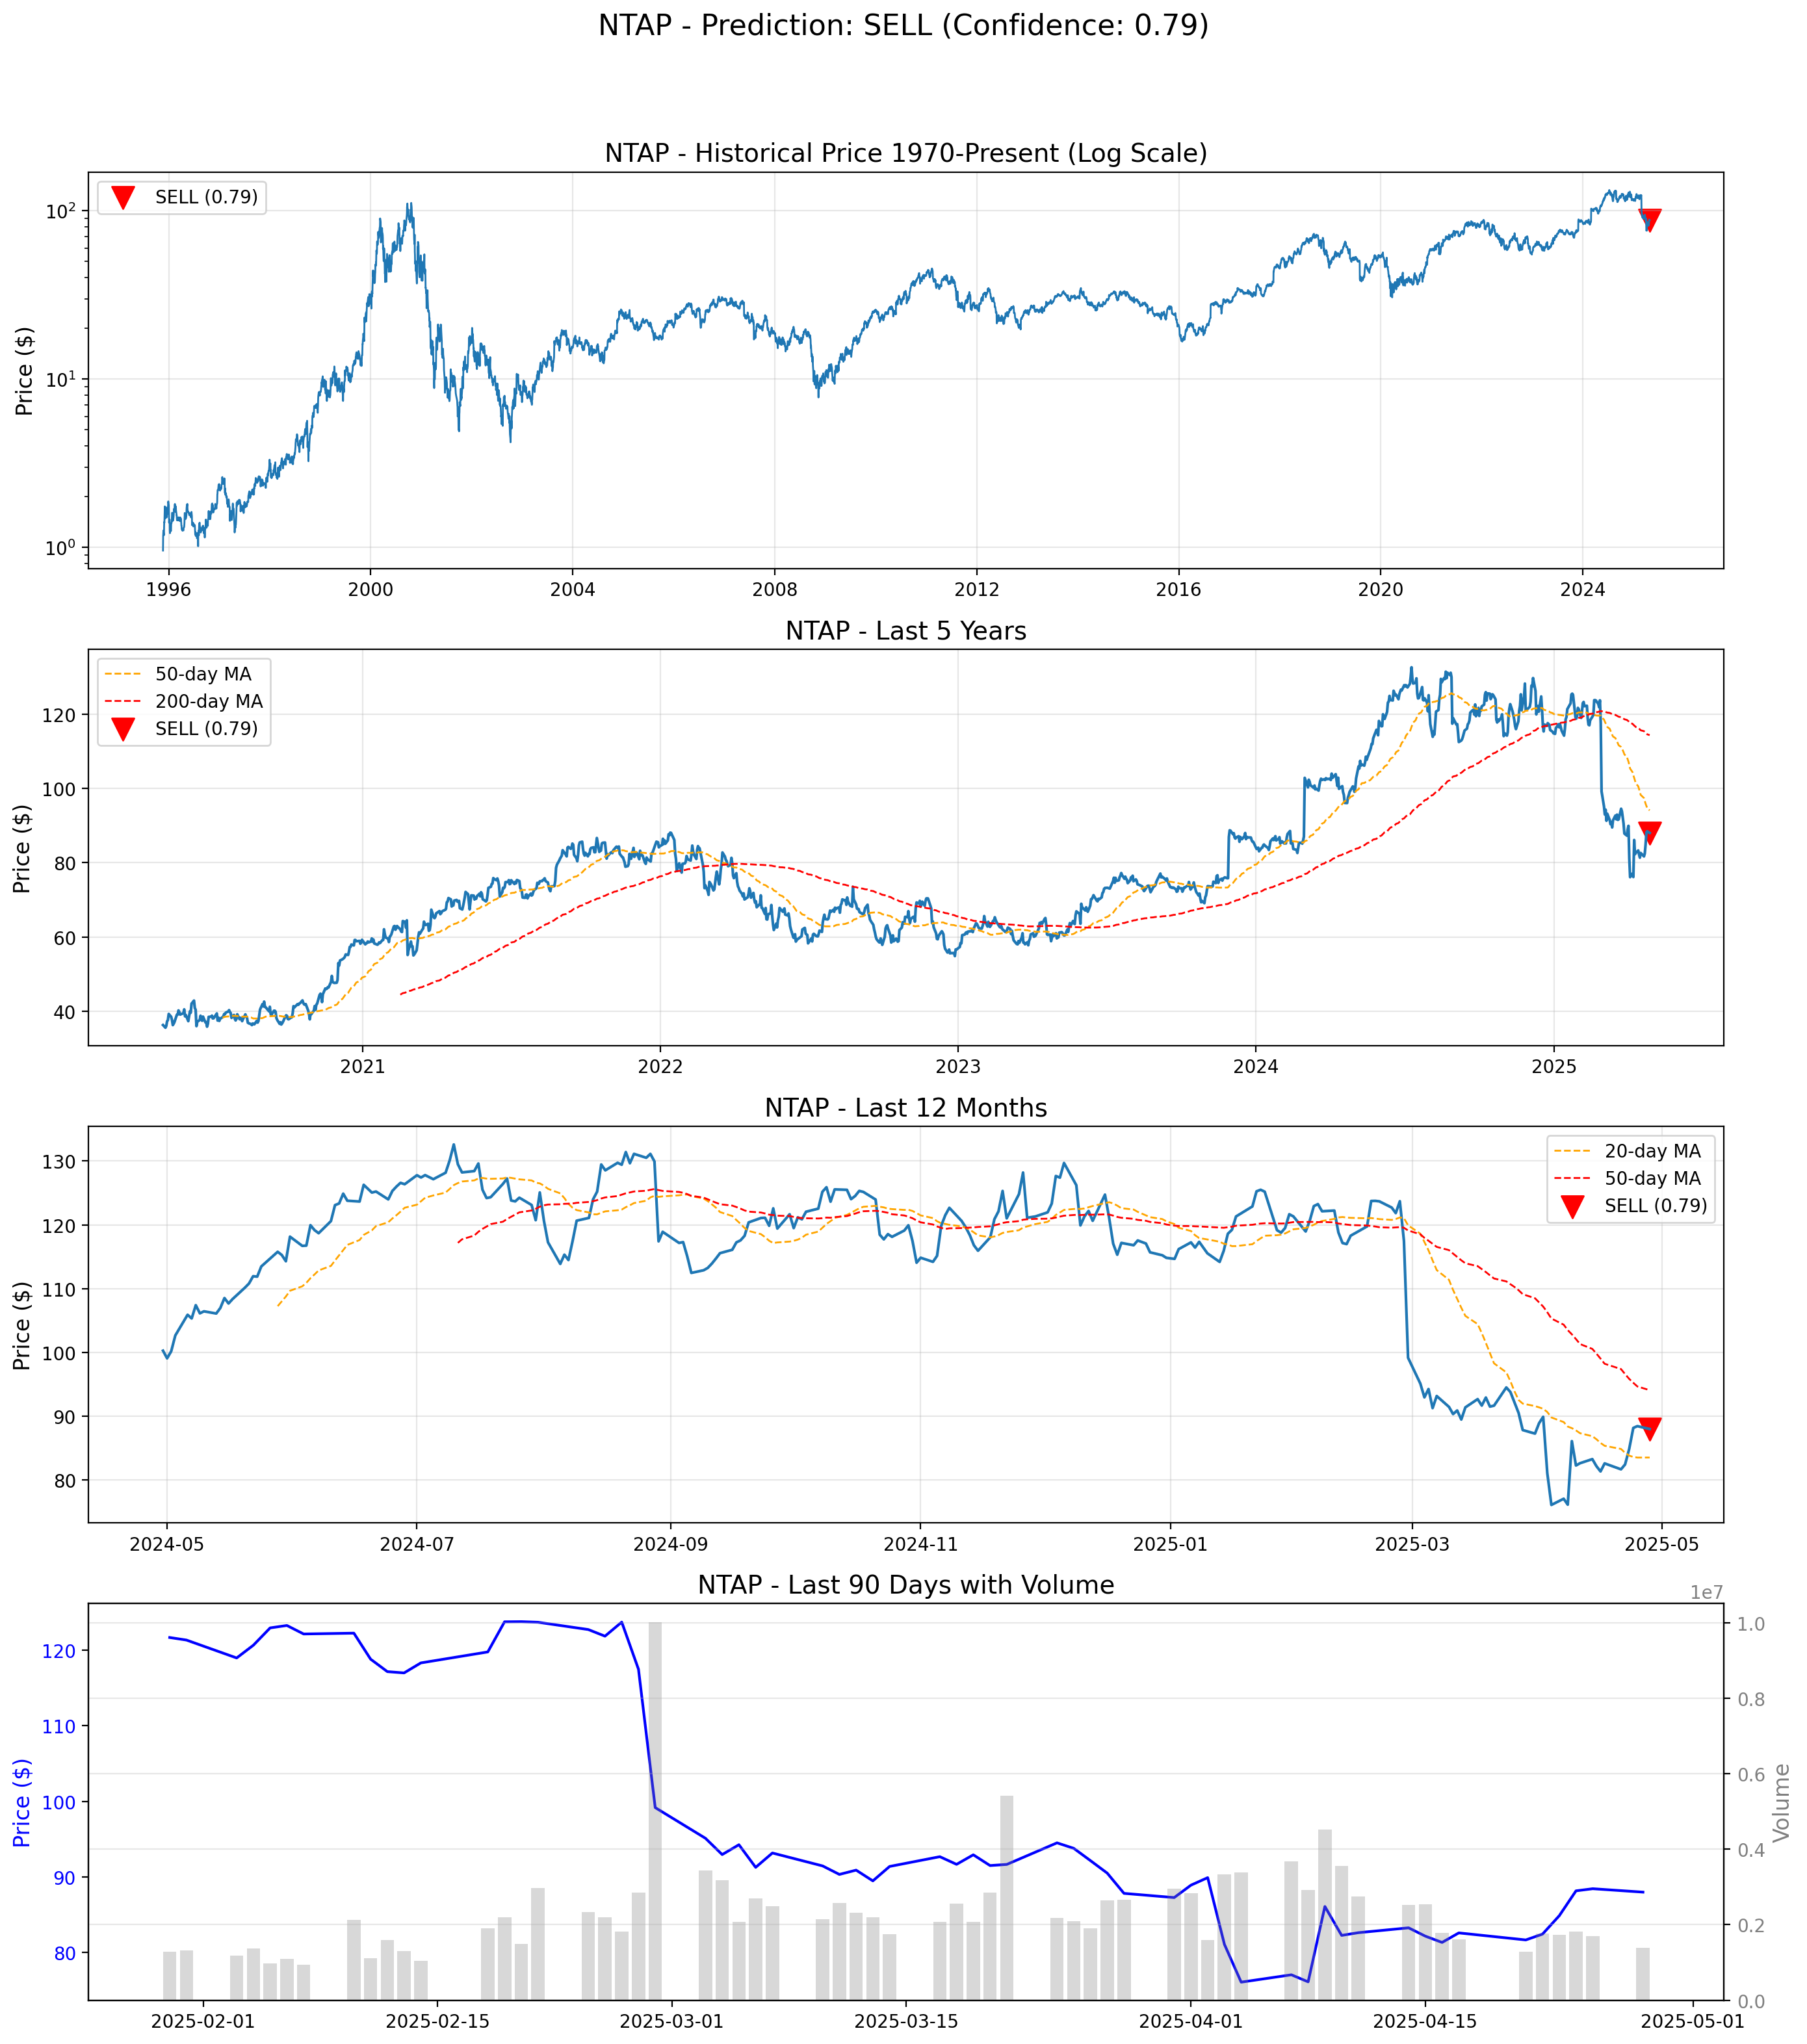 NTAP - Prediction: SELL (Confidence: 0.79)
NTAP - Historical Price 1970-Present (Log Scale)
SELL (0.79)
Price ($)
10²
10¹
10⁰
1996 2000 2004 2008 2012 2016 2020 2024
NTAP - Last 5 Years
50-day MA
200-day MA
SELL (0.79)
Price ($)
120
100
80
60
40
2021 2022 2023 2024 2025
NTAP - Last 12 Months
20-day MA
50-day MA
SELL (0.79)
Price ($)
130
120
110
100
90
80
2024-05 2024-07 2024-09 2024-11 2025-01 2025-03 2025-05
NTAP - Last 90 Days with Volume
1e7
Price ($)
120
110
100
90
80
1.0
0.8
0.6
0.4
0.2
0.0
Volume
2025-02-01 2025-02-15 2025-03-01 2025-03-15 2025-04-01 2025-04-15 2025-05-01